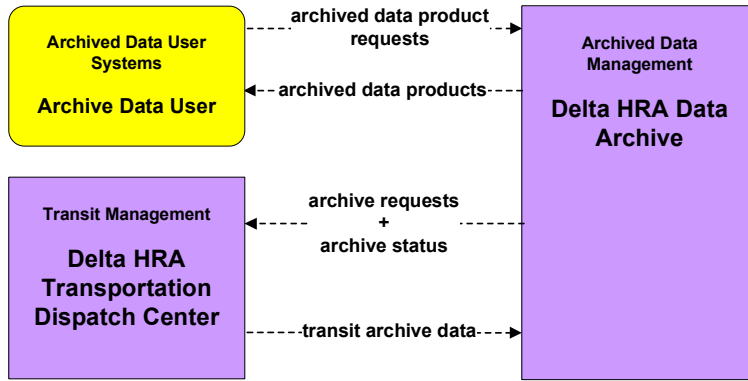 Archived Data User
Systems
Archive Data User
archived data product
requests
archived data products
Archived Data
Management
Delta HRA Data
Archive
Transit Management
Delta HRA
Transportation
Dispatch Center
archive requests
+
archive status
transit archive data